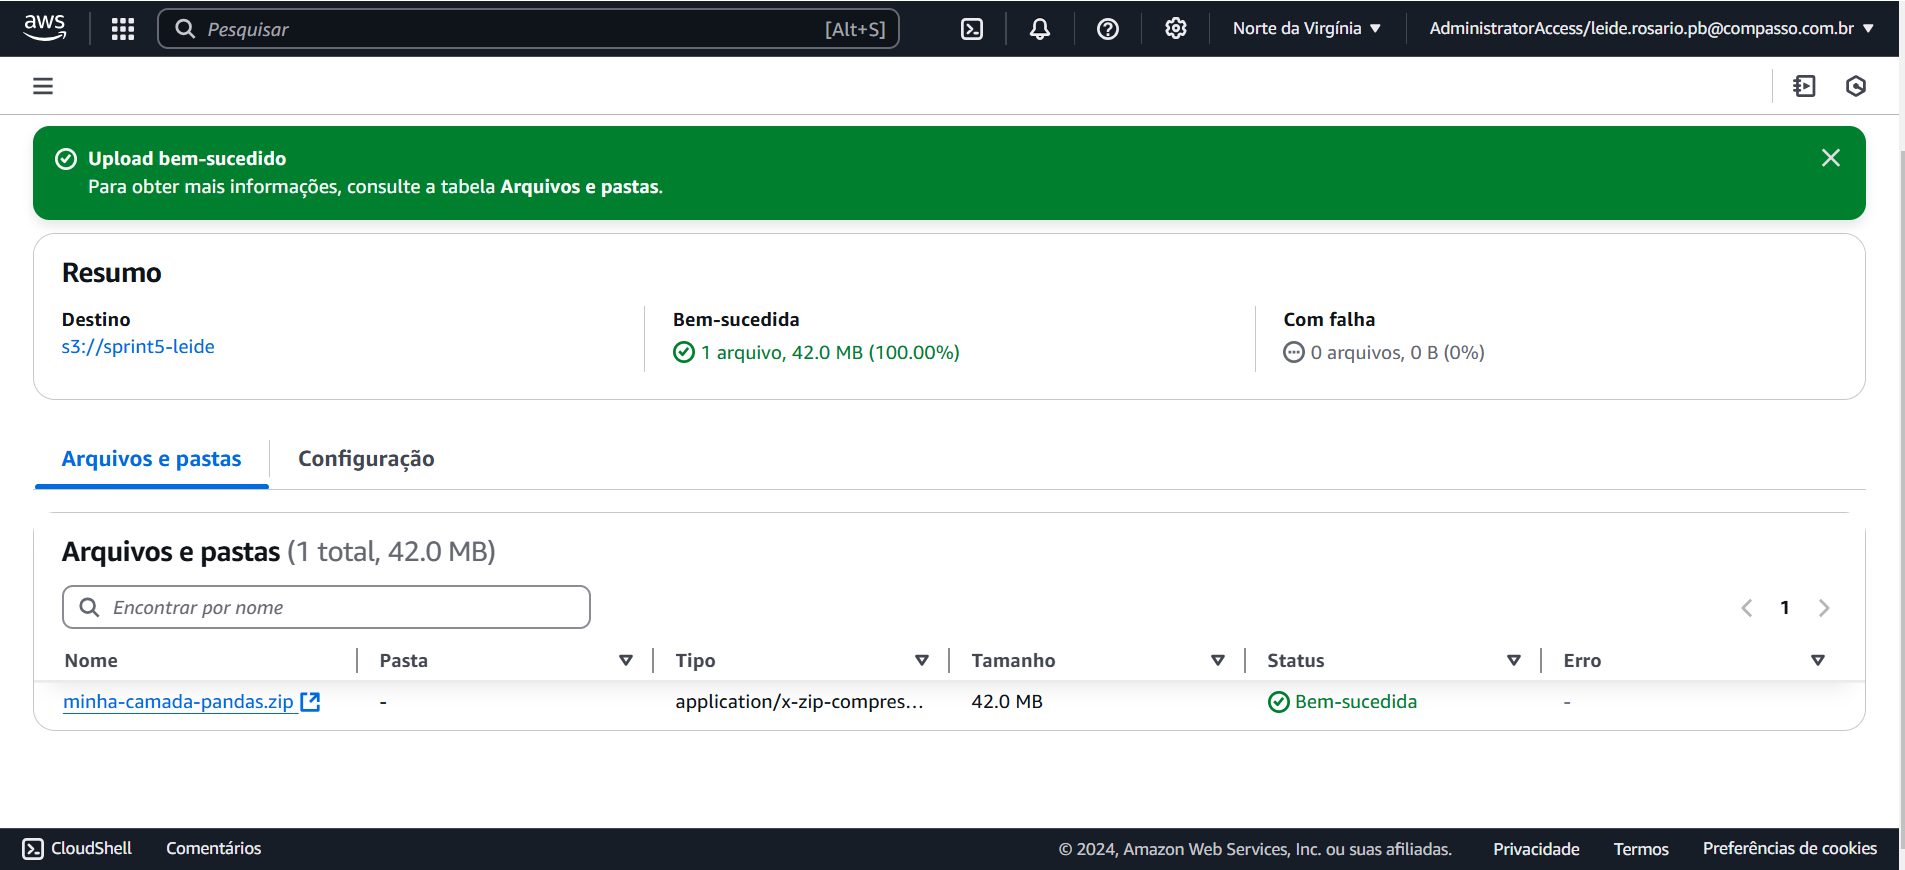 aws
Pesquisar [Alt+S]
Norte da Virgínia
AdministratorAccess/leide.rosario.pb@compasso.com.br
Upload bem-sucedido
Para obter mais informações, consulte a tabela Arquivos e pastas.
Resumo
Destino
s3://sprint5-leide
Bem-sucedida
1 arquivo, 42.0 MB (100.00%)
Com falha
0 arquivos, 0 B (0%)
Arquivos e pastas
Configuração
Arquivos e pastas (1 total, 42.0 MB)
Encontrar por nome
1
Nome Pasta Tipo Tamanho Status Erro
minha-camada-pandas.zip - application/x-zip-compres... 42.0 MB Bem-sucedida -
CloudShell Comentários © 2024, Amazon Web Services, Inc. ou suas afiliadas. Privacidade Termos Preferências de cookies